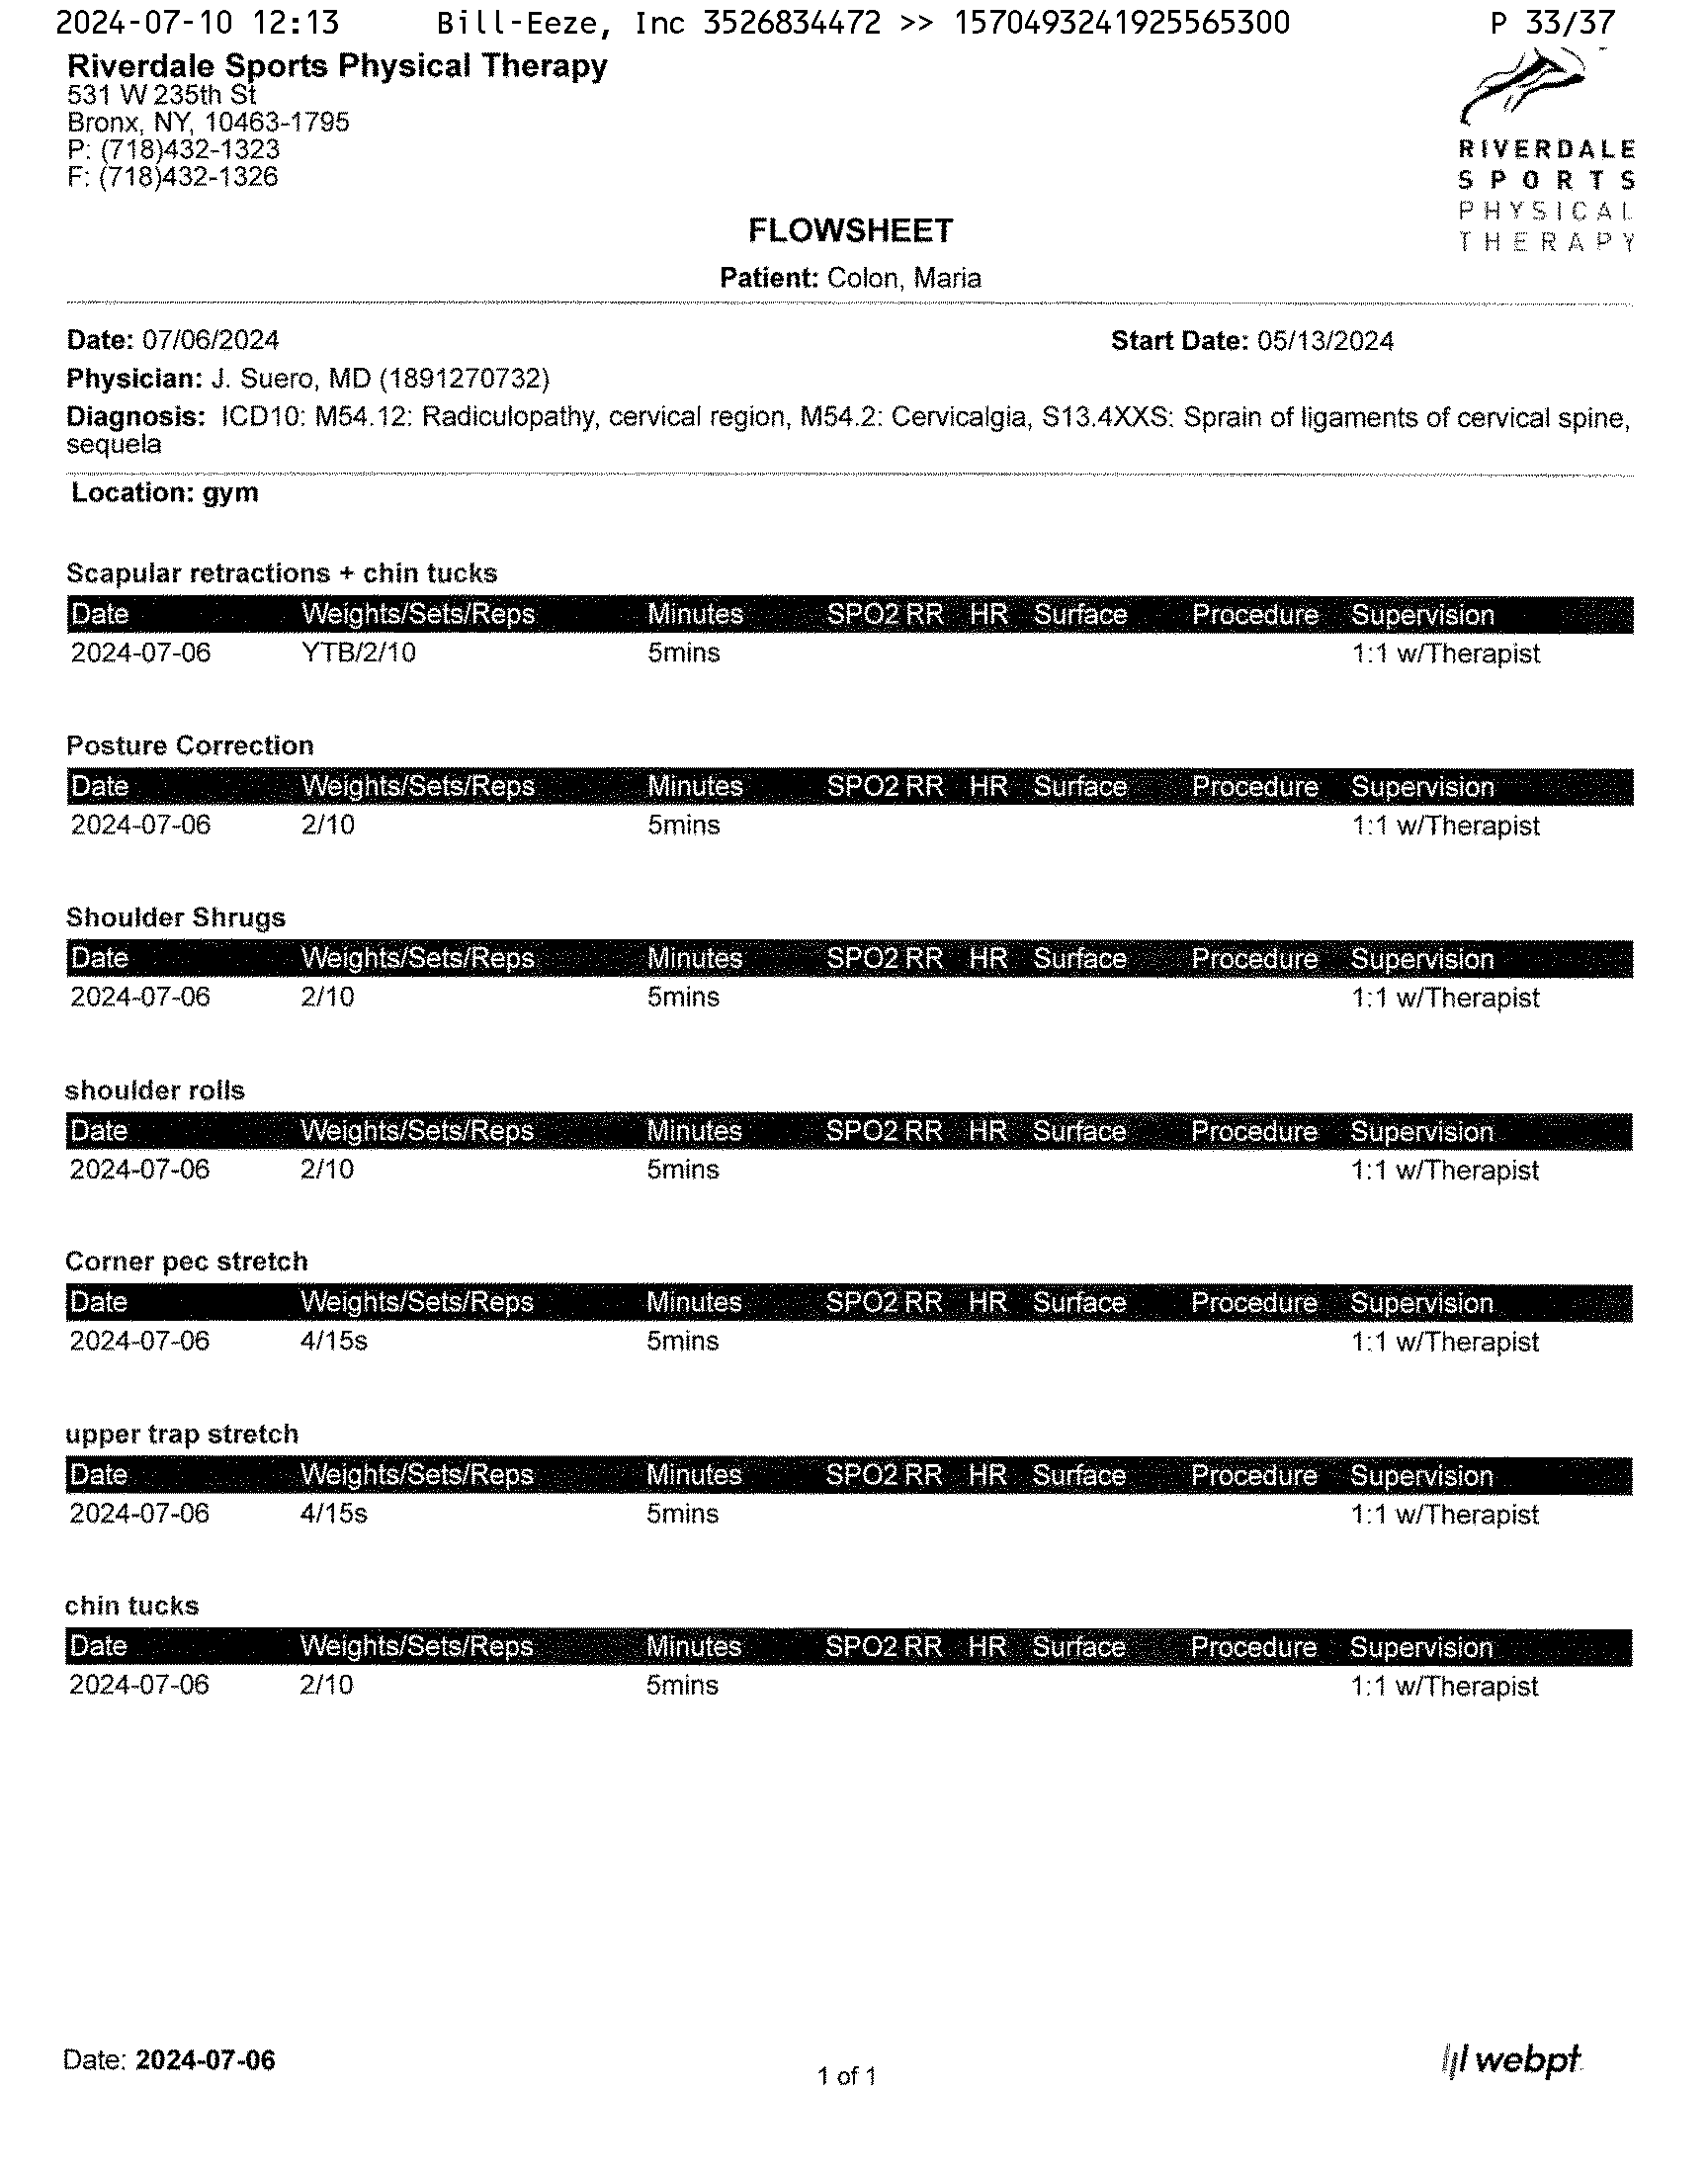 2024-07-10 12:13 Bill-Eeze, Inc 3526834472 >> 1570493241925565300 P 33/37
Riverdale Sports Physical Therapy
531 W 235th St
Bronx, NY, 10463-1795
P: (718)432-1323
F: (718)432-1326
RIVERDALE
SPORTS
PHYSICAL
THERAPY
FLOWSHEET
Patient: Colon, Maria
Date: 07/06/2024 Start Date: 05/13/2024
Physician: J. Suero, MD (1891270732)
Diagnosis: ICD10: M54.12: Radiculopathy, cervical region, M54.2: Cervicalgia, S13.4XXS: Sprain of ligaments of cervical spine,
sequela
Location: gym
Scapular retractions + chin tucks
Date Weights/Sets/Reps Minutes SPO2 RR HR Surface Procedure Supervision
2024-07-06 YTB/2/10 5mins 1:1 w/Therapist
Posture Correction
Date Weights/Sets/Reps Minutes SPO2 RR HR Surface Procedure Supervision
2024-07-06 2/10 5mins 1:1 w/Therapist
Shoulder Shrugs
Date Weights/Sets/Reps Minutes SPO2 RR HR Surface Procedure Supervision
2024-07-06 2/10 5mins 1:1 w/Therapist
shoulder rolls
Date Weights/Sets/Reps Minutes SPO2 RR HR Surface Procedure Supervision
2024-07-06 2/10 5mins 1:1 w/Therapist
Corner pec stretch
Date Weights/Sets/Reps Minutes SPO2 RR HR Surface Procedure Supervision
2024-07-06 4/15s 5mins 1:1 w/Therapist
upper trap stretch
Date Weights/Sets/Reps Minutes SPO2 RR HR Surface Procedure Supervision
2024-07-06 4/15s 5mins 1:1 w/Therapist
chin tucks
Date Weights/Sets/Reps Minutes SPO2 RR HR Surface Procedure Supervision
2024-07-06 2/10 5mins 1:1 w/Therapist
Date: 2024-07-06
1 of 1
webpt